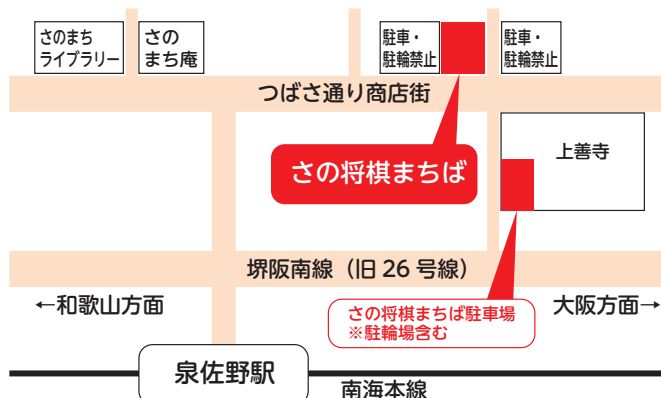 さのまち
ライブラリー
さの
まち庵
駐車・
駐輪禁止
駐車・
駐輪禁止
つばさ通り商店街
上善寺
さの将棋まちば
堺阪南線（旧 26 号線）
←和歌山方面
さの将棋まちば駐車場
※駐輪場含む
大阪方面→
泉佐野駅
南海本線